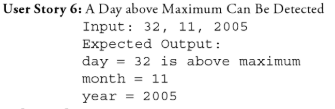 User Story 6: A Day above Maximum Can Be Detected
Input: 32, 11, 2005
Expected Output:
day = 32 is above maximum
month = 11
year = 2005